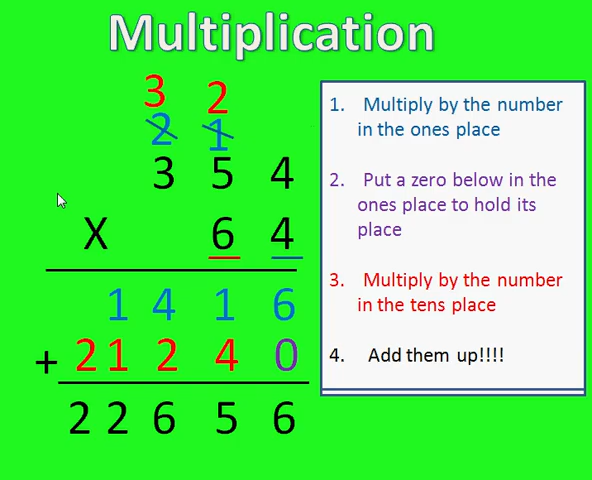 Multiplication
3 2
2 1
3 5 4
X 6 4
1 4 1 6
+ 2 1 2 4 0
2 2 6 5 6
1. Multiply by the number
in the ones place
2. Put a zero below in the
ones place to hold its
place
3. Multiply by the number
in the tens place
4. Add them up!!!!